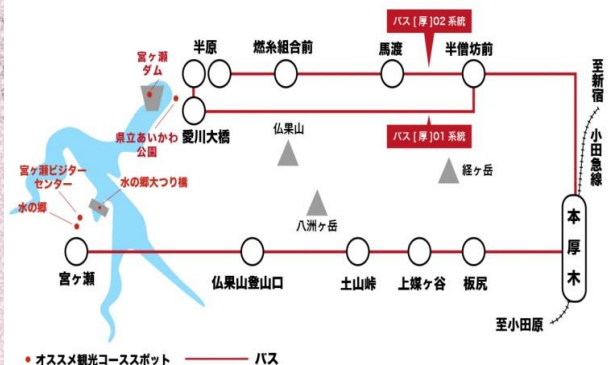 バス [厚]02 系統
半原
燃糸組合前
馬渡
半僧坊前
宮ヶ瀬
ダム
至新宿
小田急線
県立あいかわ
公園
愛川大橋
仏果山
バス [厚]01 系統
宮ヶ瀬ビジター
センター
水の郷大つり橋
経ヶ岳
水の郷
八洲ヶ岳
本厚木
宮ヶ瀬
仏果山登山口
土山峠
上媒ヶ谷
板尻
至小田原
オススメ観光コーススポット
バス